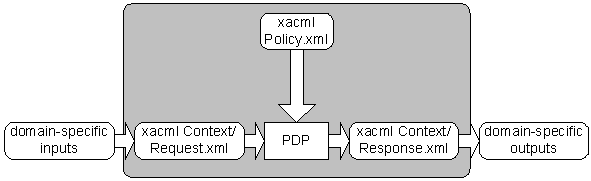 xacml
Policy.xml
domain-specific
inputs
xacml Context/
Request.xml
PDP
xacml Context/
Response.xml
domain-specific
outputs